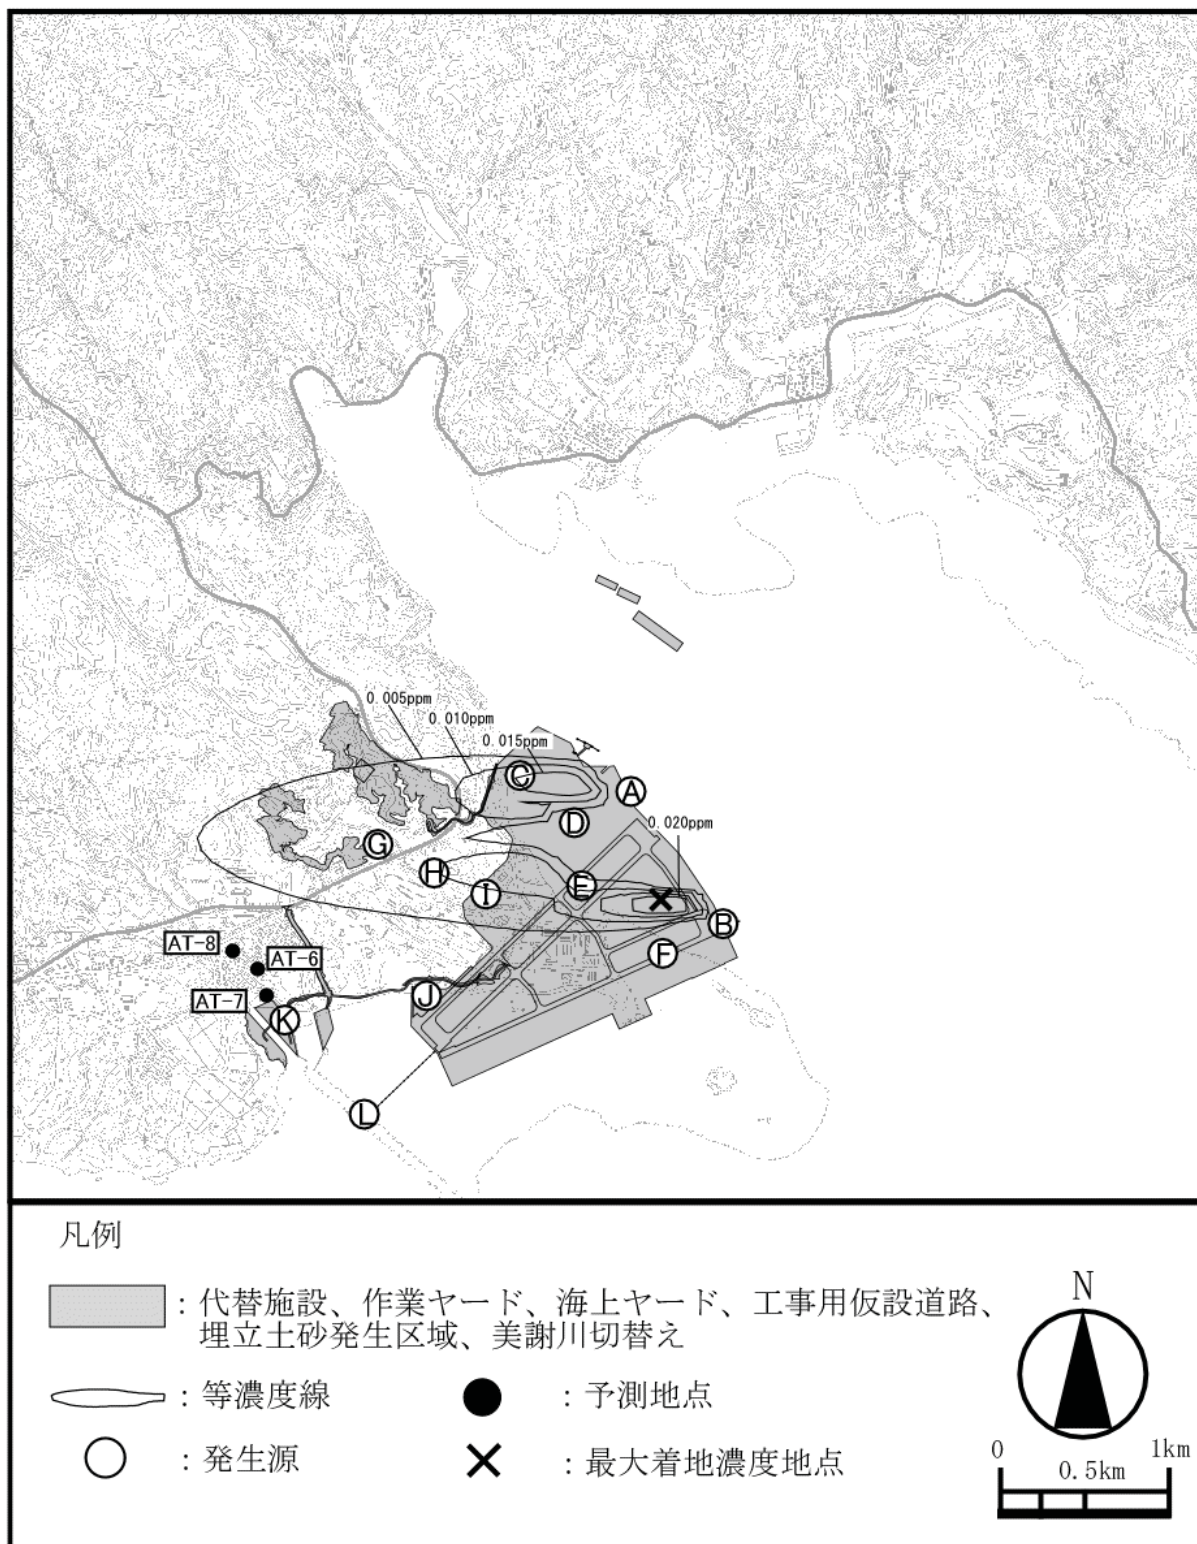 0.005ppm
0.010ppm
0.015ppm
C
A
D
0.020ppm
G
H
E
I
B
F
AT-8
AT-6
AT-7
J
K
L
凡例
：代替施設、作業ヤード、海上ヤード、工事用仮設道路、
埋立土砂発生区域、美謝川切替え
：等濃度線
：予測地点
：発生源
：最大着地濃度地点
N
0
1km
0.5km